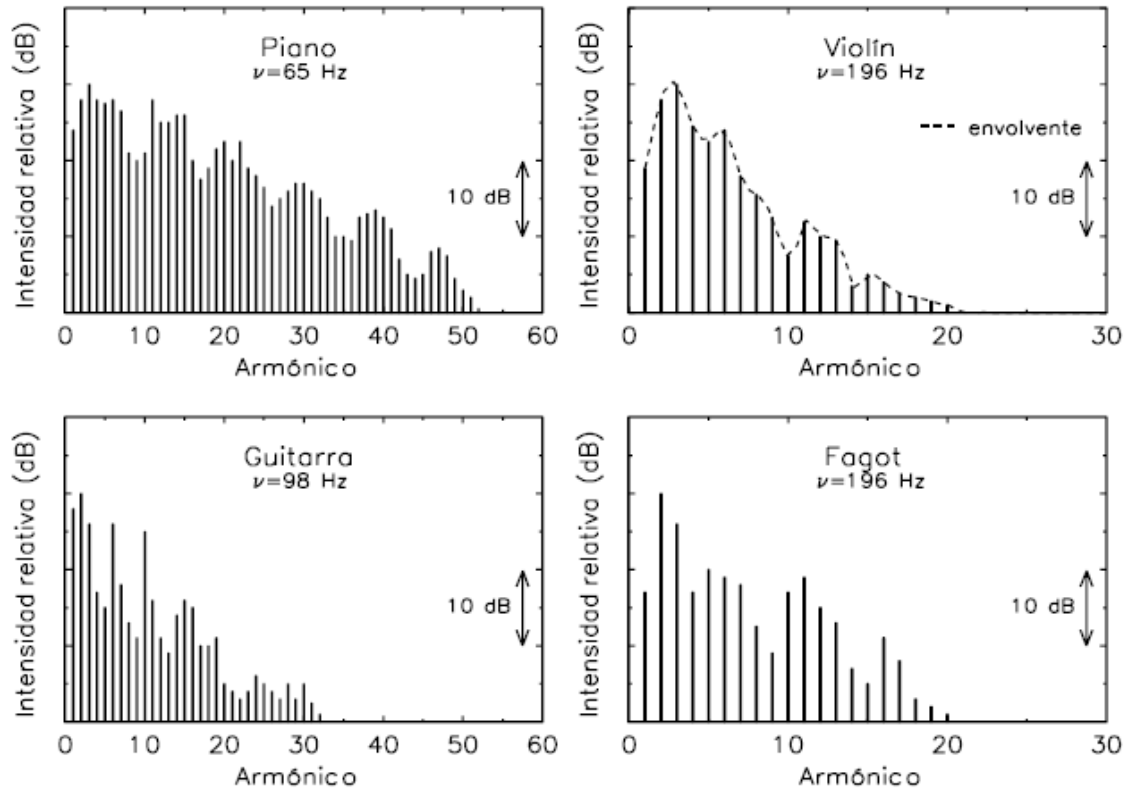 Intensidad relativa (dB)
Piano
ν=65 Hz
10 dB
0 10 20 30 40 50 60
Armónico
Intensidad relativa (dB)
Violín
ν=196 Hz
envolvente
10 dB
0 10 20 30
Armónico
Intensidad relativa (dB)
Guitarra
ν=98 Hz
10 dB
0 10 20 30 40 50 60
Armónico
Intensidad relativa (dB)
Fagot
ν=196 Hz
10 dB
0 10 20 30
Armónico